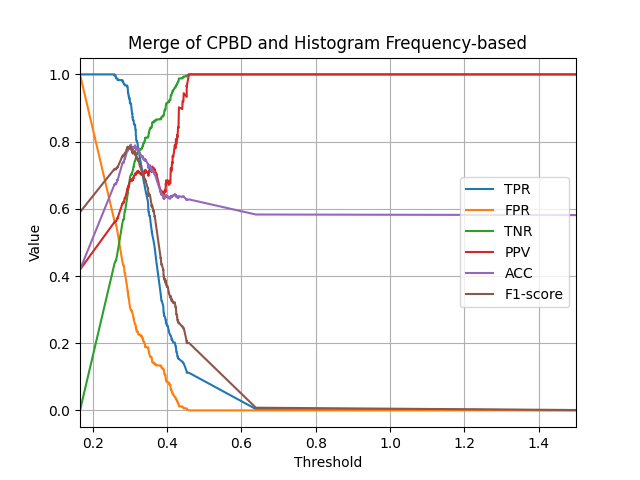 Merge of CPBD and Histogram Frequency-based
1.0
0.8
0.6
0.4
0.2
0.0
Value
TPR
FPR
TNR
PPV
ACC
F1-score
0.2 0.4 0.6 0.8 1.0 1.2 1.4
Threshold